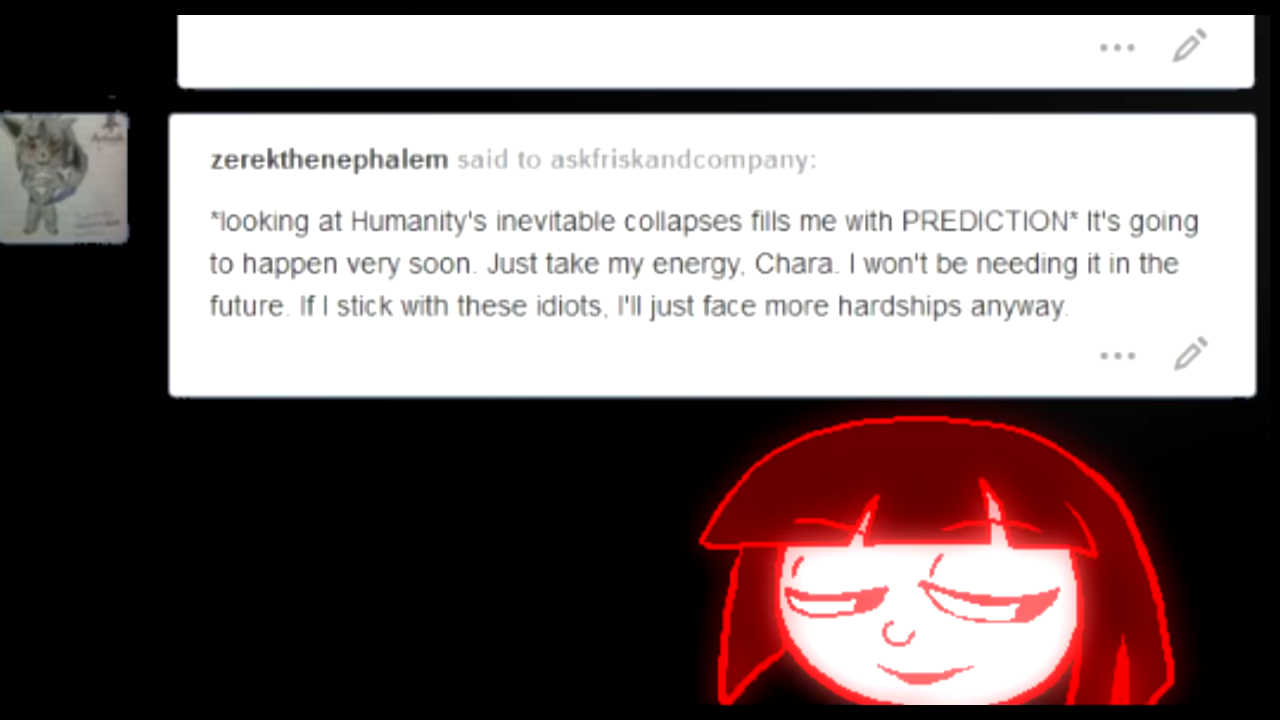 zerekthenephalem said to askfriskandcompany:
*looking at Humanity's inevitable collapses fills me with PREDICTION* It's going
to happen very soon. Just take my energy, Chara. I won't be needing it in the
future. If I stick with these idiots, I'll just face more hardships anyway.